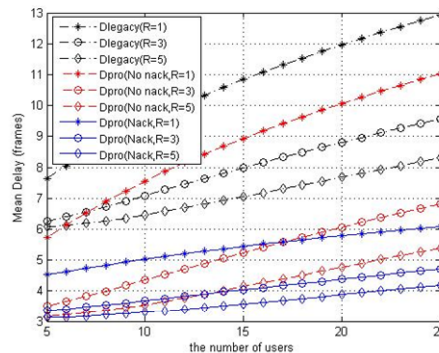 13
12
11
10
9
8
7
6
5
4
3
Mean Delay (frames)
Dlegacy(R=1)
Dlegacy(R=3)
Dlegacy(R=5)
Dpro(No nack,R=1)
Dpro(No nack,R=3)
Dpro(No nack,R=5)
Dpro(Nack,R=1)
Dpro(Nack,R=3)
Dpro(Nack,R=5)
5 10 15 20 25
the number of users